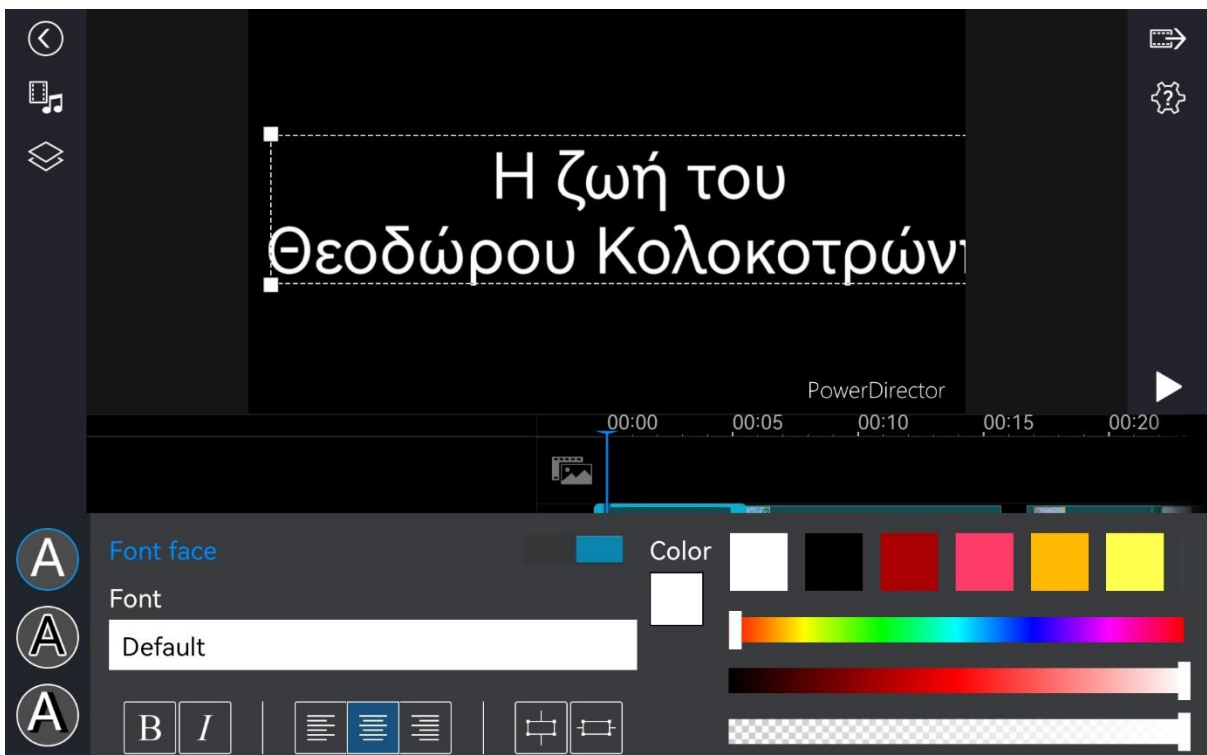 Η ζωή του
Θεοδώρου Κολοκοτρών
PowerDirector
00:00 00:05 00:10 00:15 00:20
A Font face
Color
Font
A
Default
A
B I